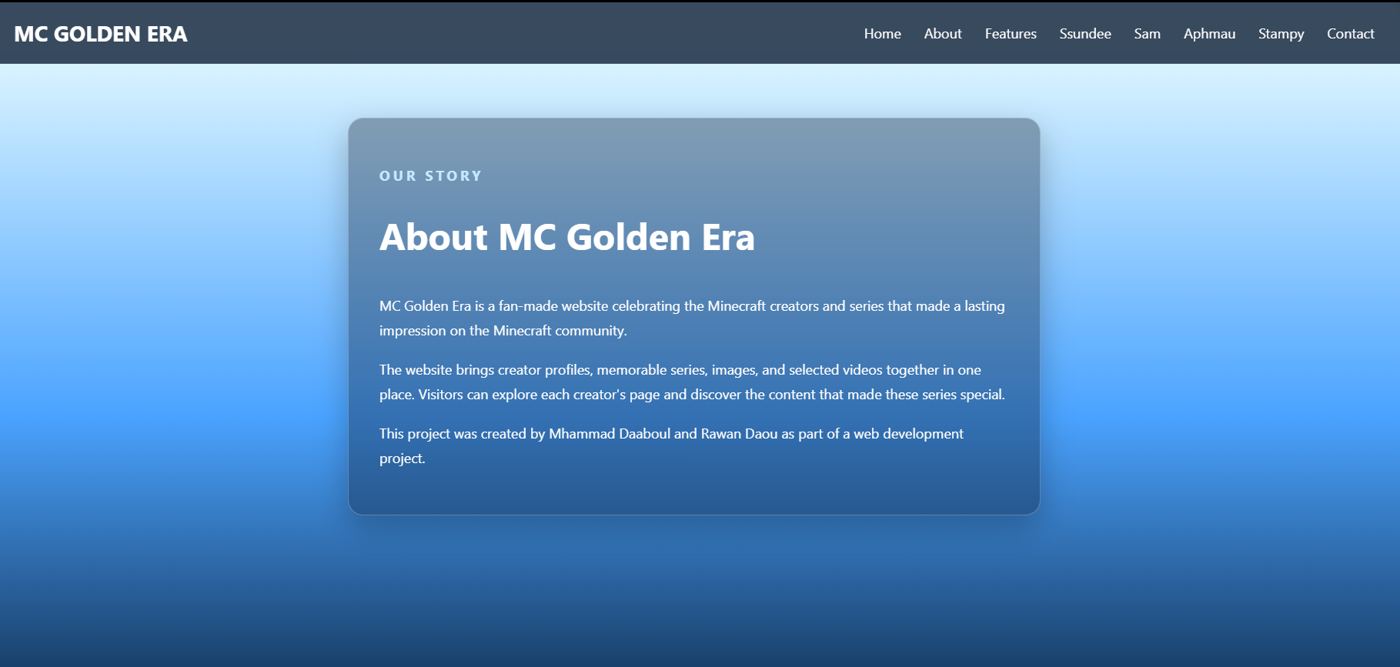 MC GOLDEN ERA
Home About Features Ssundee Sam Aphmau Stampy Contact
OUR STORY
About MC Golden Era
MC Golden Era is a fan-made website celebrating the Minecraft creators and series that made a lasting
impression on the Minecraft community.
The website brings creator profiles, memorable series, images, and selected videos together in one
place. Visitors can explore each creator's page and discover the content that made these series special.
This project was created by Mhammad Daaboul and Rawan Daou as part of a web development
project.